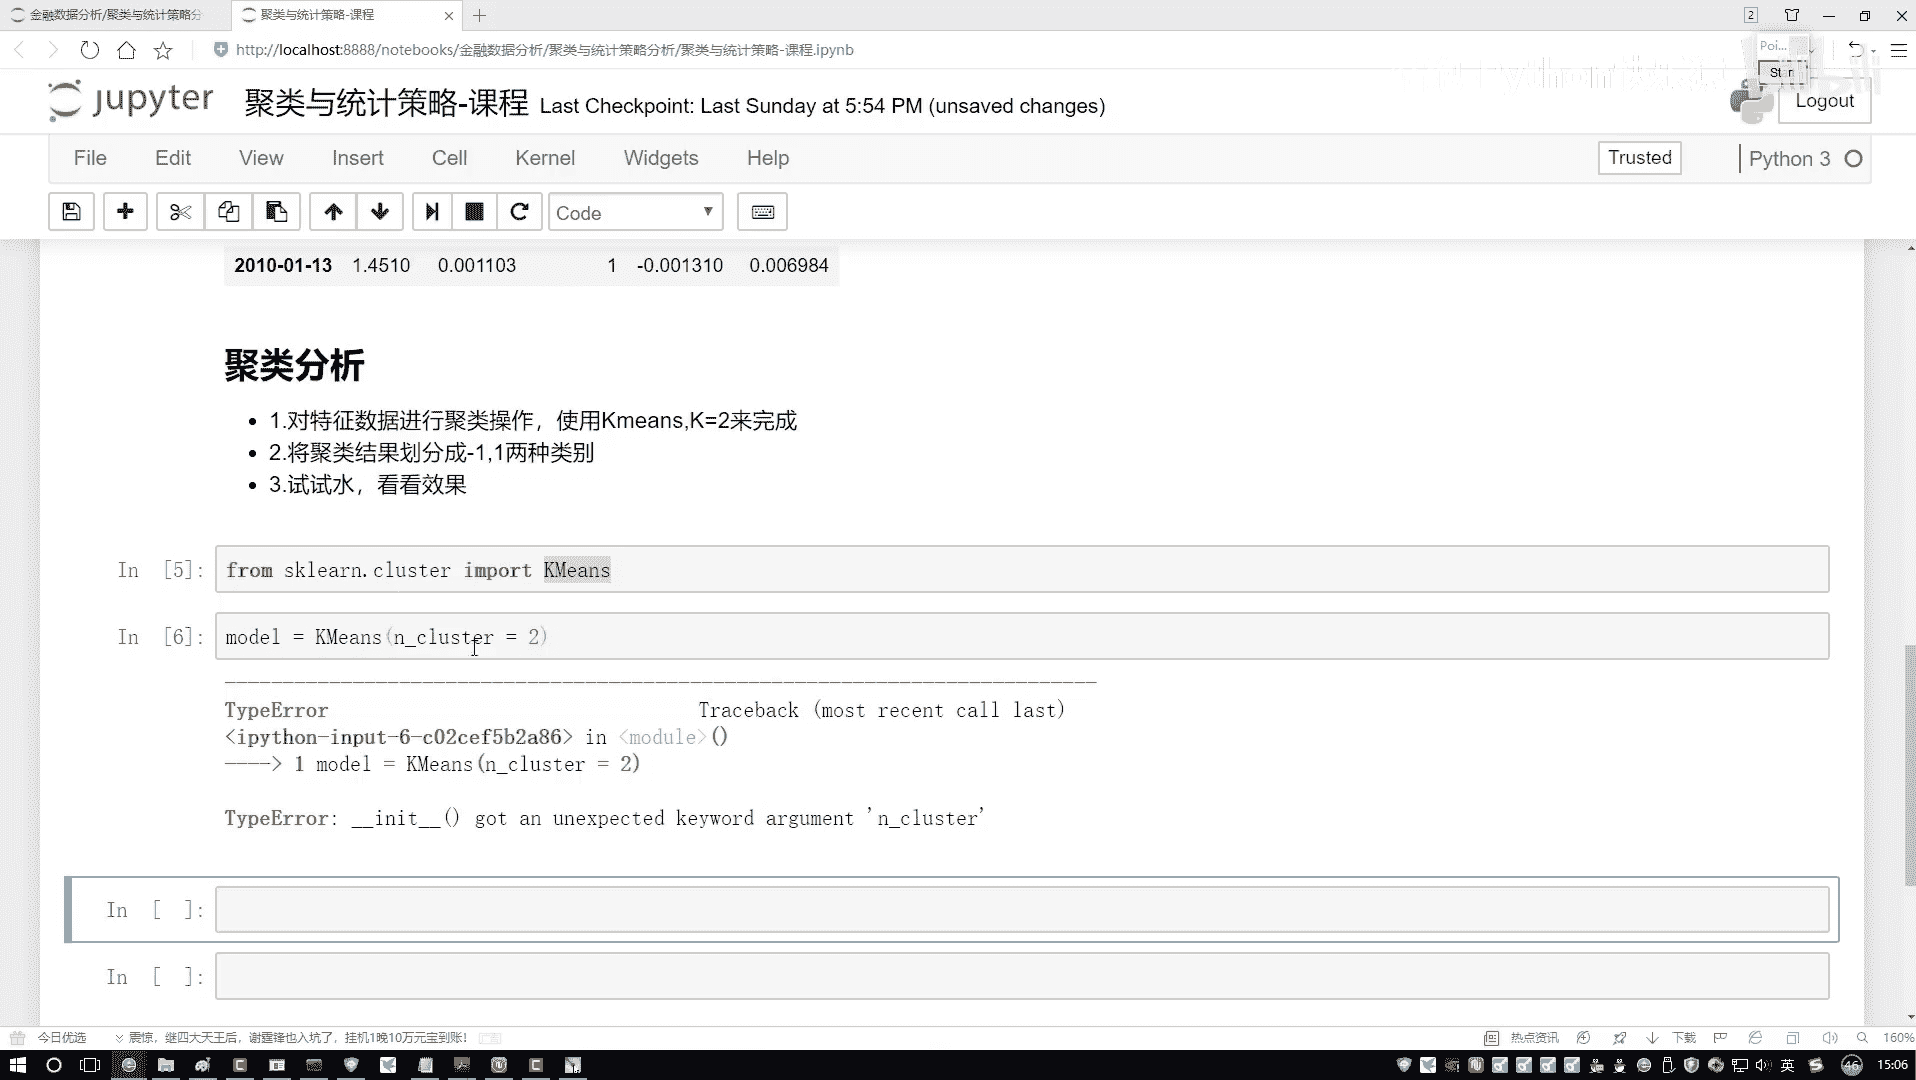 金融数据分析/聚类与统计策略分
聚类与统计策略-课程
2
http://localhost:8888/notebooks/金融数据分析/聚类与统计策略分析/聚类与统计策略-课程.ipynb
Poi...
jupyter 聚类与统计策略-课程 Last Checkpoint: Last Sunday at 5:54 PM (unsaved changes)
Logout
File Edit View Insert Cell Kernel Widgets Help
Trusted Python 3
Code
2010-01-13 1.4510 0.001103 1 -0.001310 0.006984
聚类分析
1.对特征数据进行聚类操作，使用Kmeans,K=2来完成
2.将聚类结果划分成-1,1两种类别
3.试试水，看看效果
In [5]: from sklearn.cluster import KMeans
In [6]: model = KMeans(n_cluster = 2)
---------------------------------------------------------------------------
TypeError Traceback (most recent call last)
<ipython-input-6-c02cef5b2a86> in <module>()
----> 1 model = KMeans(n_cluster = 2)
TypeError: __init__() got an unexpected keyword argument 'n_cluster'
In [ ]:
In [ ]:
今日优选 震惊，继四大天王后，谢霆锋也入坑了，挂机1晚10万元宝到账！
热点资讯 下载 160%
英 46 15:06